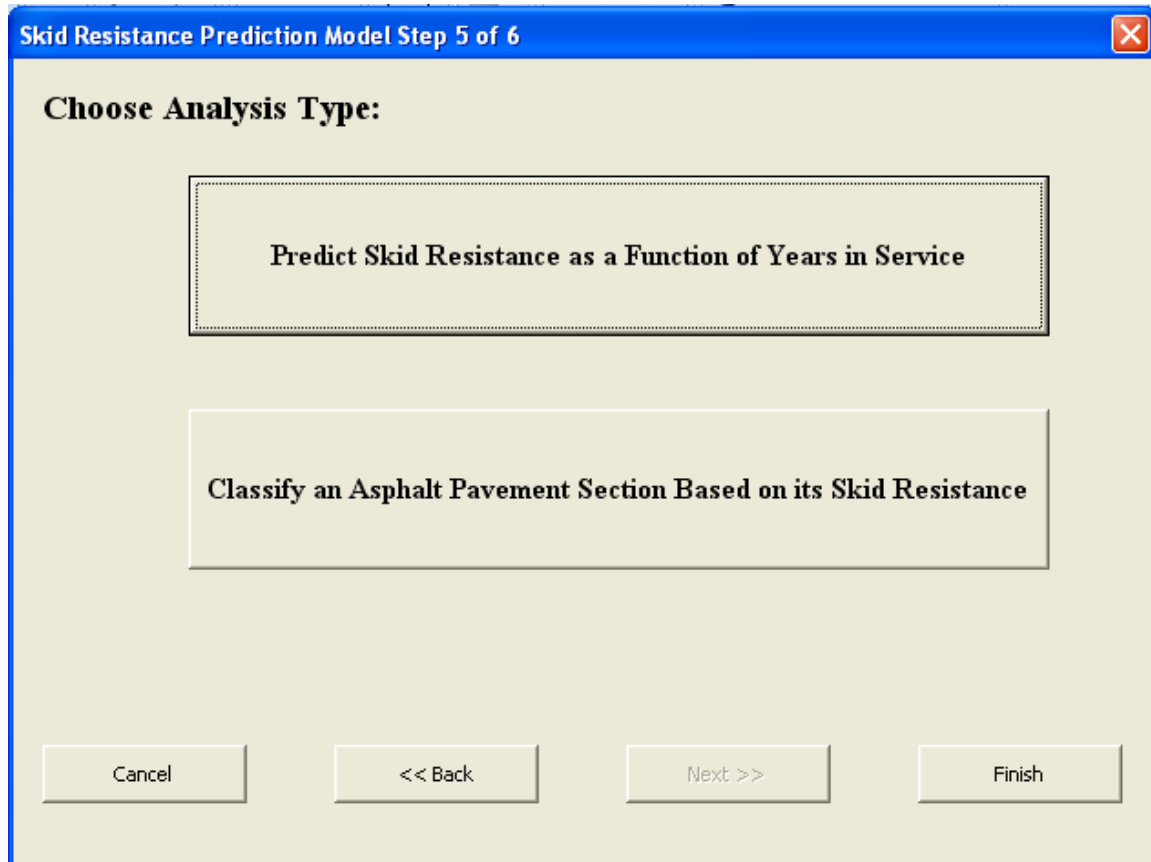 Skid Resistance Prediction Model Step 5 of 6
Choose Analysis Type:
Predict Skid Resistance as a Function of Years in Service
Classify an Asphalt Pavement Section Based on its Skid Resistance
Cancel
<< Back
Next >>
Finish